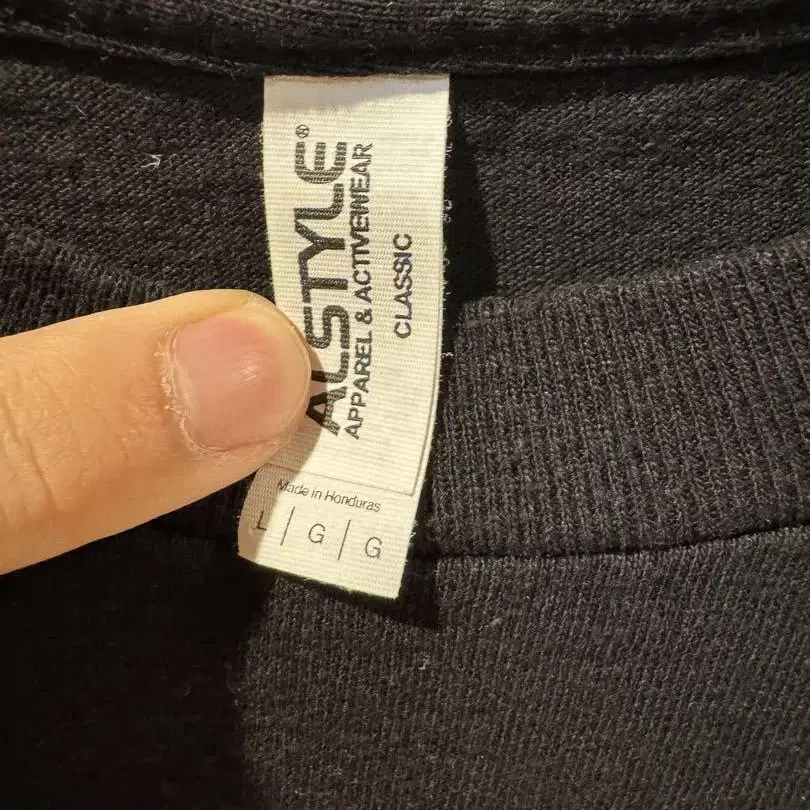 ALSTYLE®
APPAREL & ACTIVEWEAR
CLASSIC
Made in Honduras
L | G | G